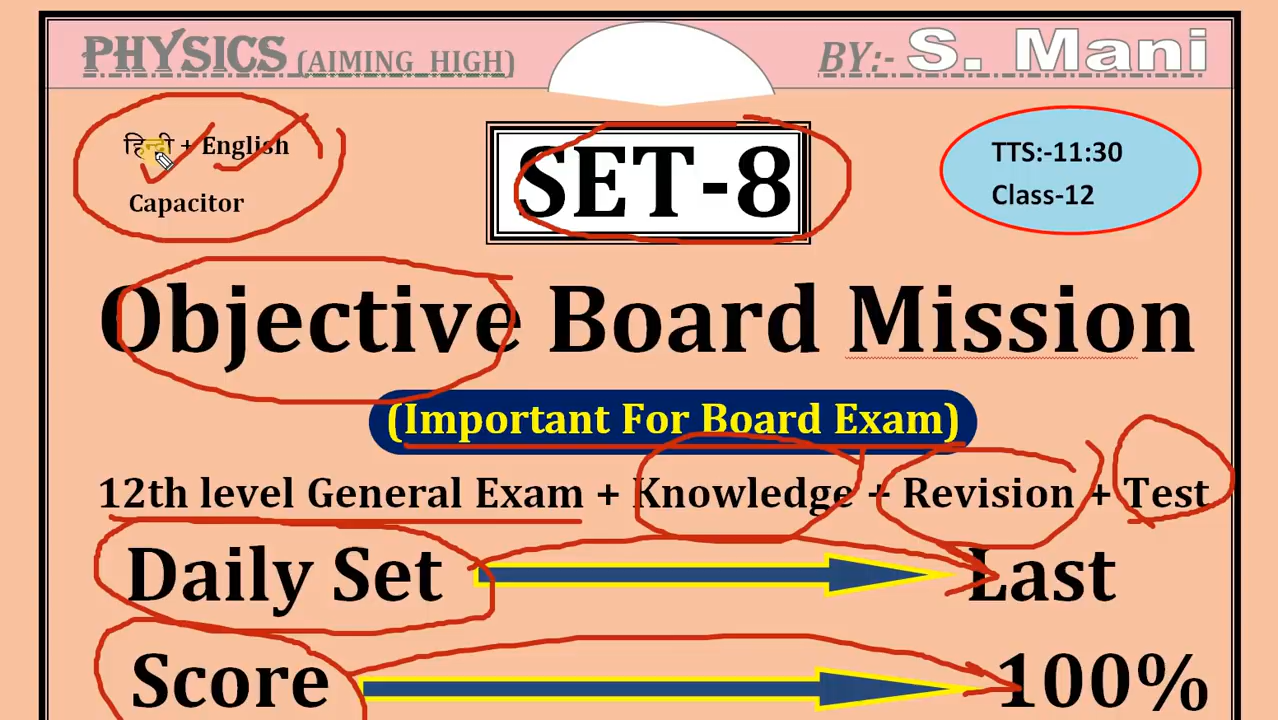 PHYSICS (AIMING HIGH) BY:- S. Mani
हिन्दी + English
Capacitor
SET-8
TTS:-11:30
Class-12
Objective Board Mission
(Important For Board Exam)
12th level General Exam + Knowledge + Revision + Test
Daily Set Last
Score 100%